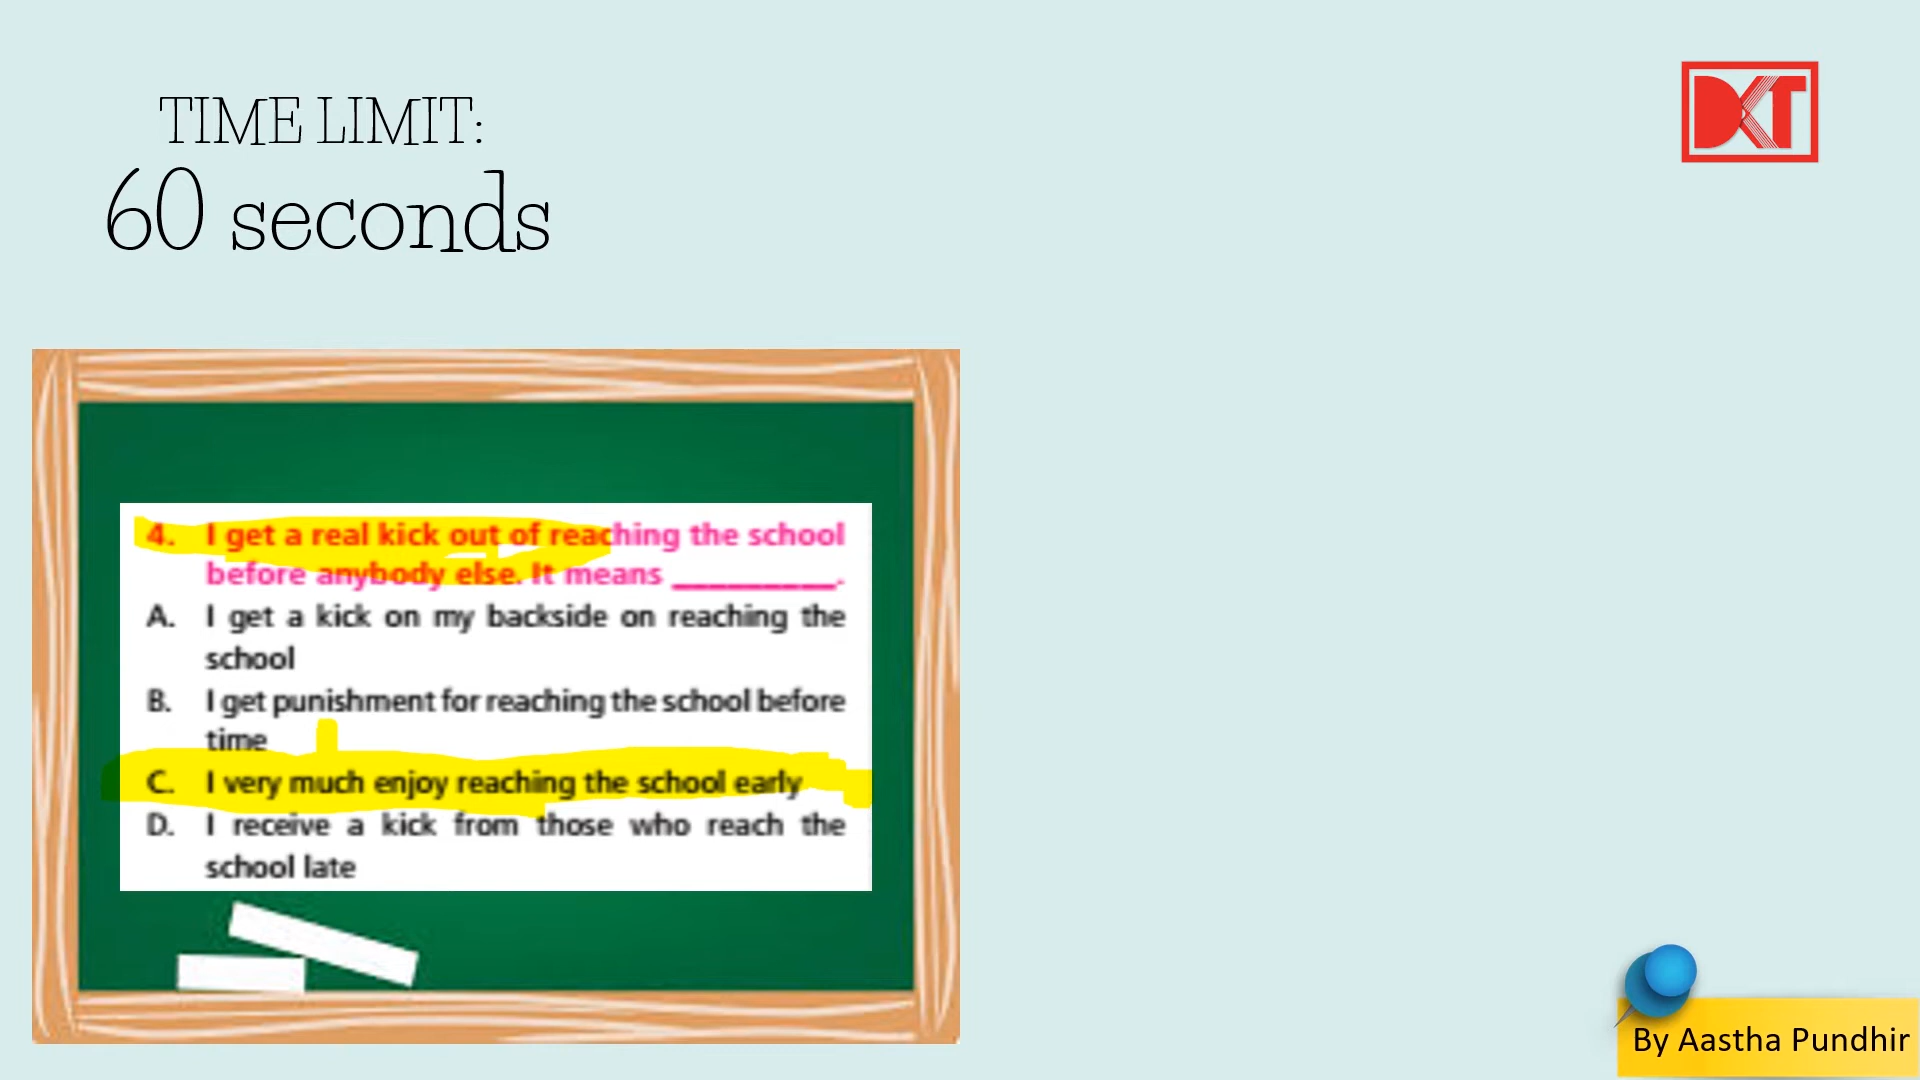 TIME LIMIT:
60 seconds
DKT
4. I get a real kick out of reaching the school
before anybody else. It means _________.
A. I get a kick on my backside on reaching the
school
B. I get punishment for reaching the school before
time
C. I very much enjoy reaching the school early
D. I receive a kick from those who reach the
school late
By Aastha Pundhir